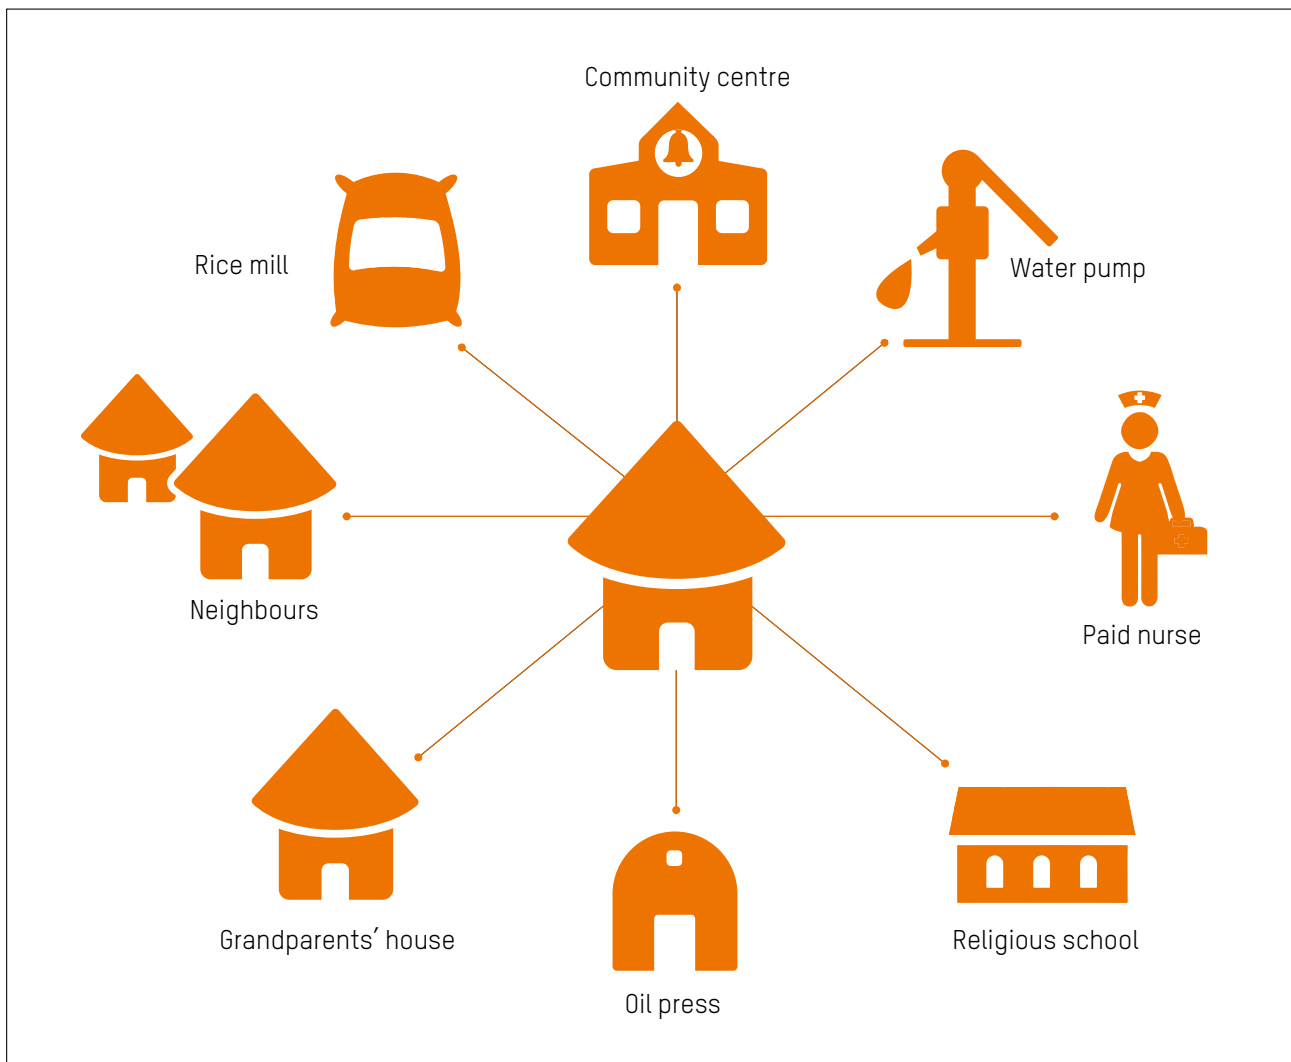 Community centre
Rice mill
Water pump
Neighbours
Paid nurse
Grandparents’ house
Religious school
Oil press